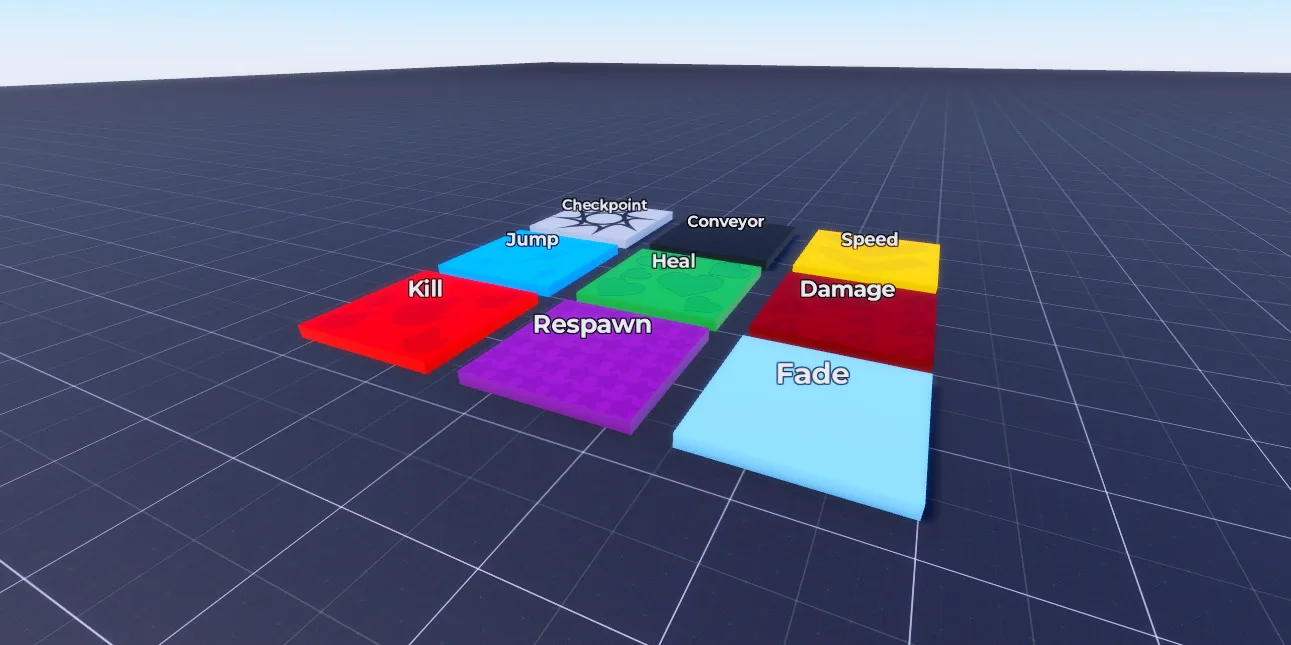 Checkpoint
Conveyor
Speed
Jump
Heal
Damage
Kill
Respawn
Fade